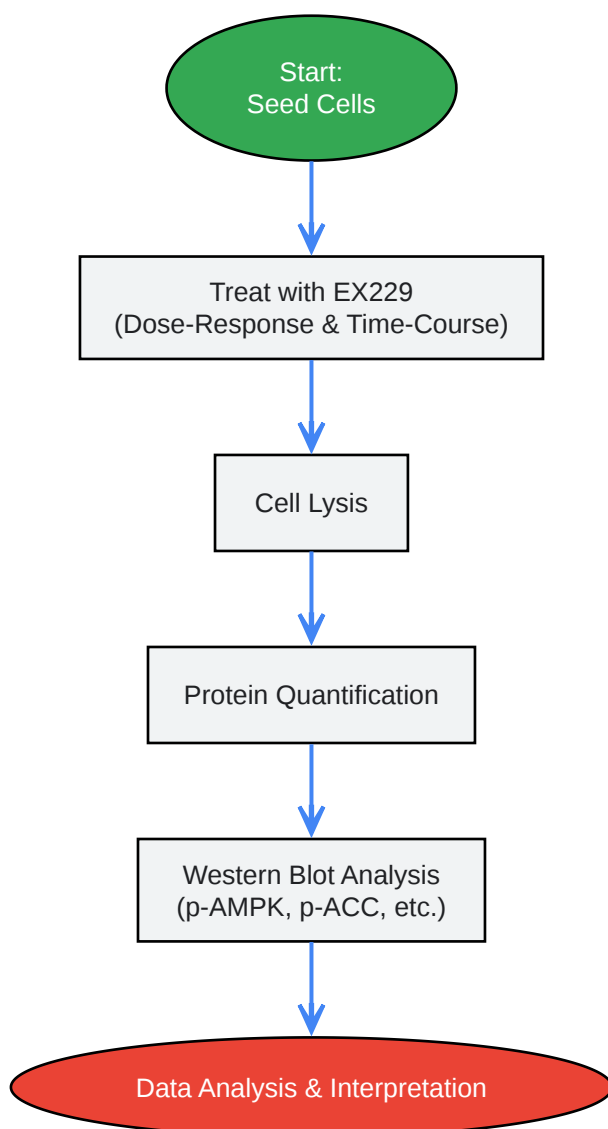 Start:
Seed Cells
Treat with EX229
(Dose-Response & Time-Course)
Cell Lysis
Protein Quantification
Western Blot Analysis
(p-AMPK, p-ACC, etc.)
Data Analysis & Interpretation